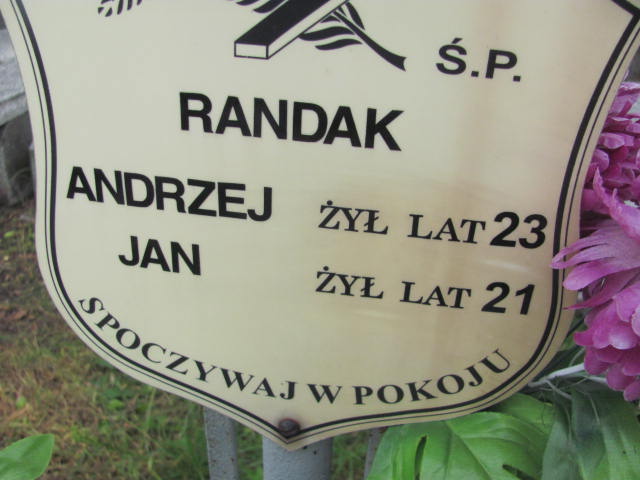 Ś.P.
RANDAK
ANDRZEJ ŻYŁ LAT 23
JAN ŻYŁ LAT 21
SPOCZYWAJ W POKOJU